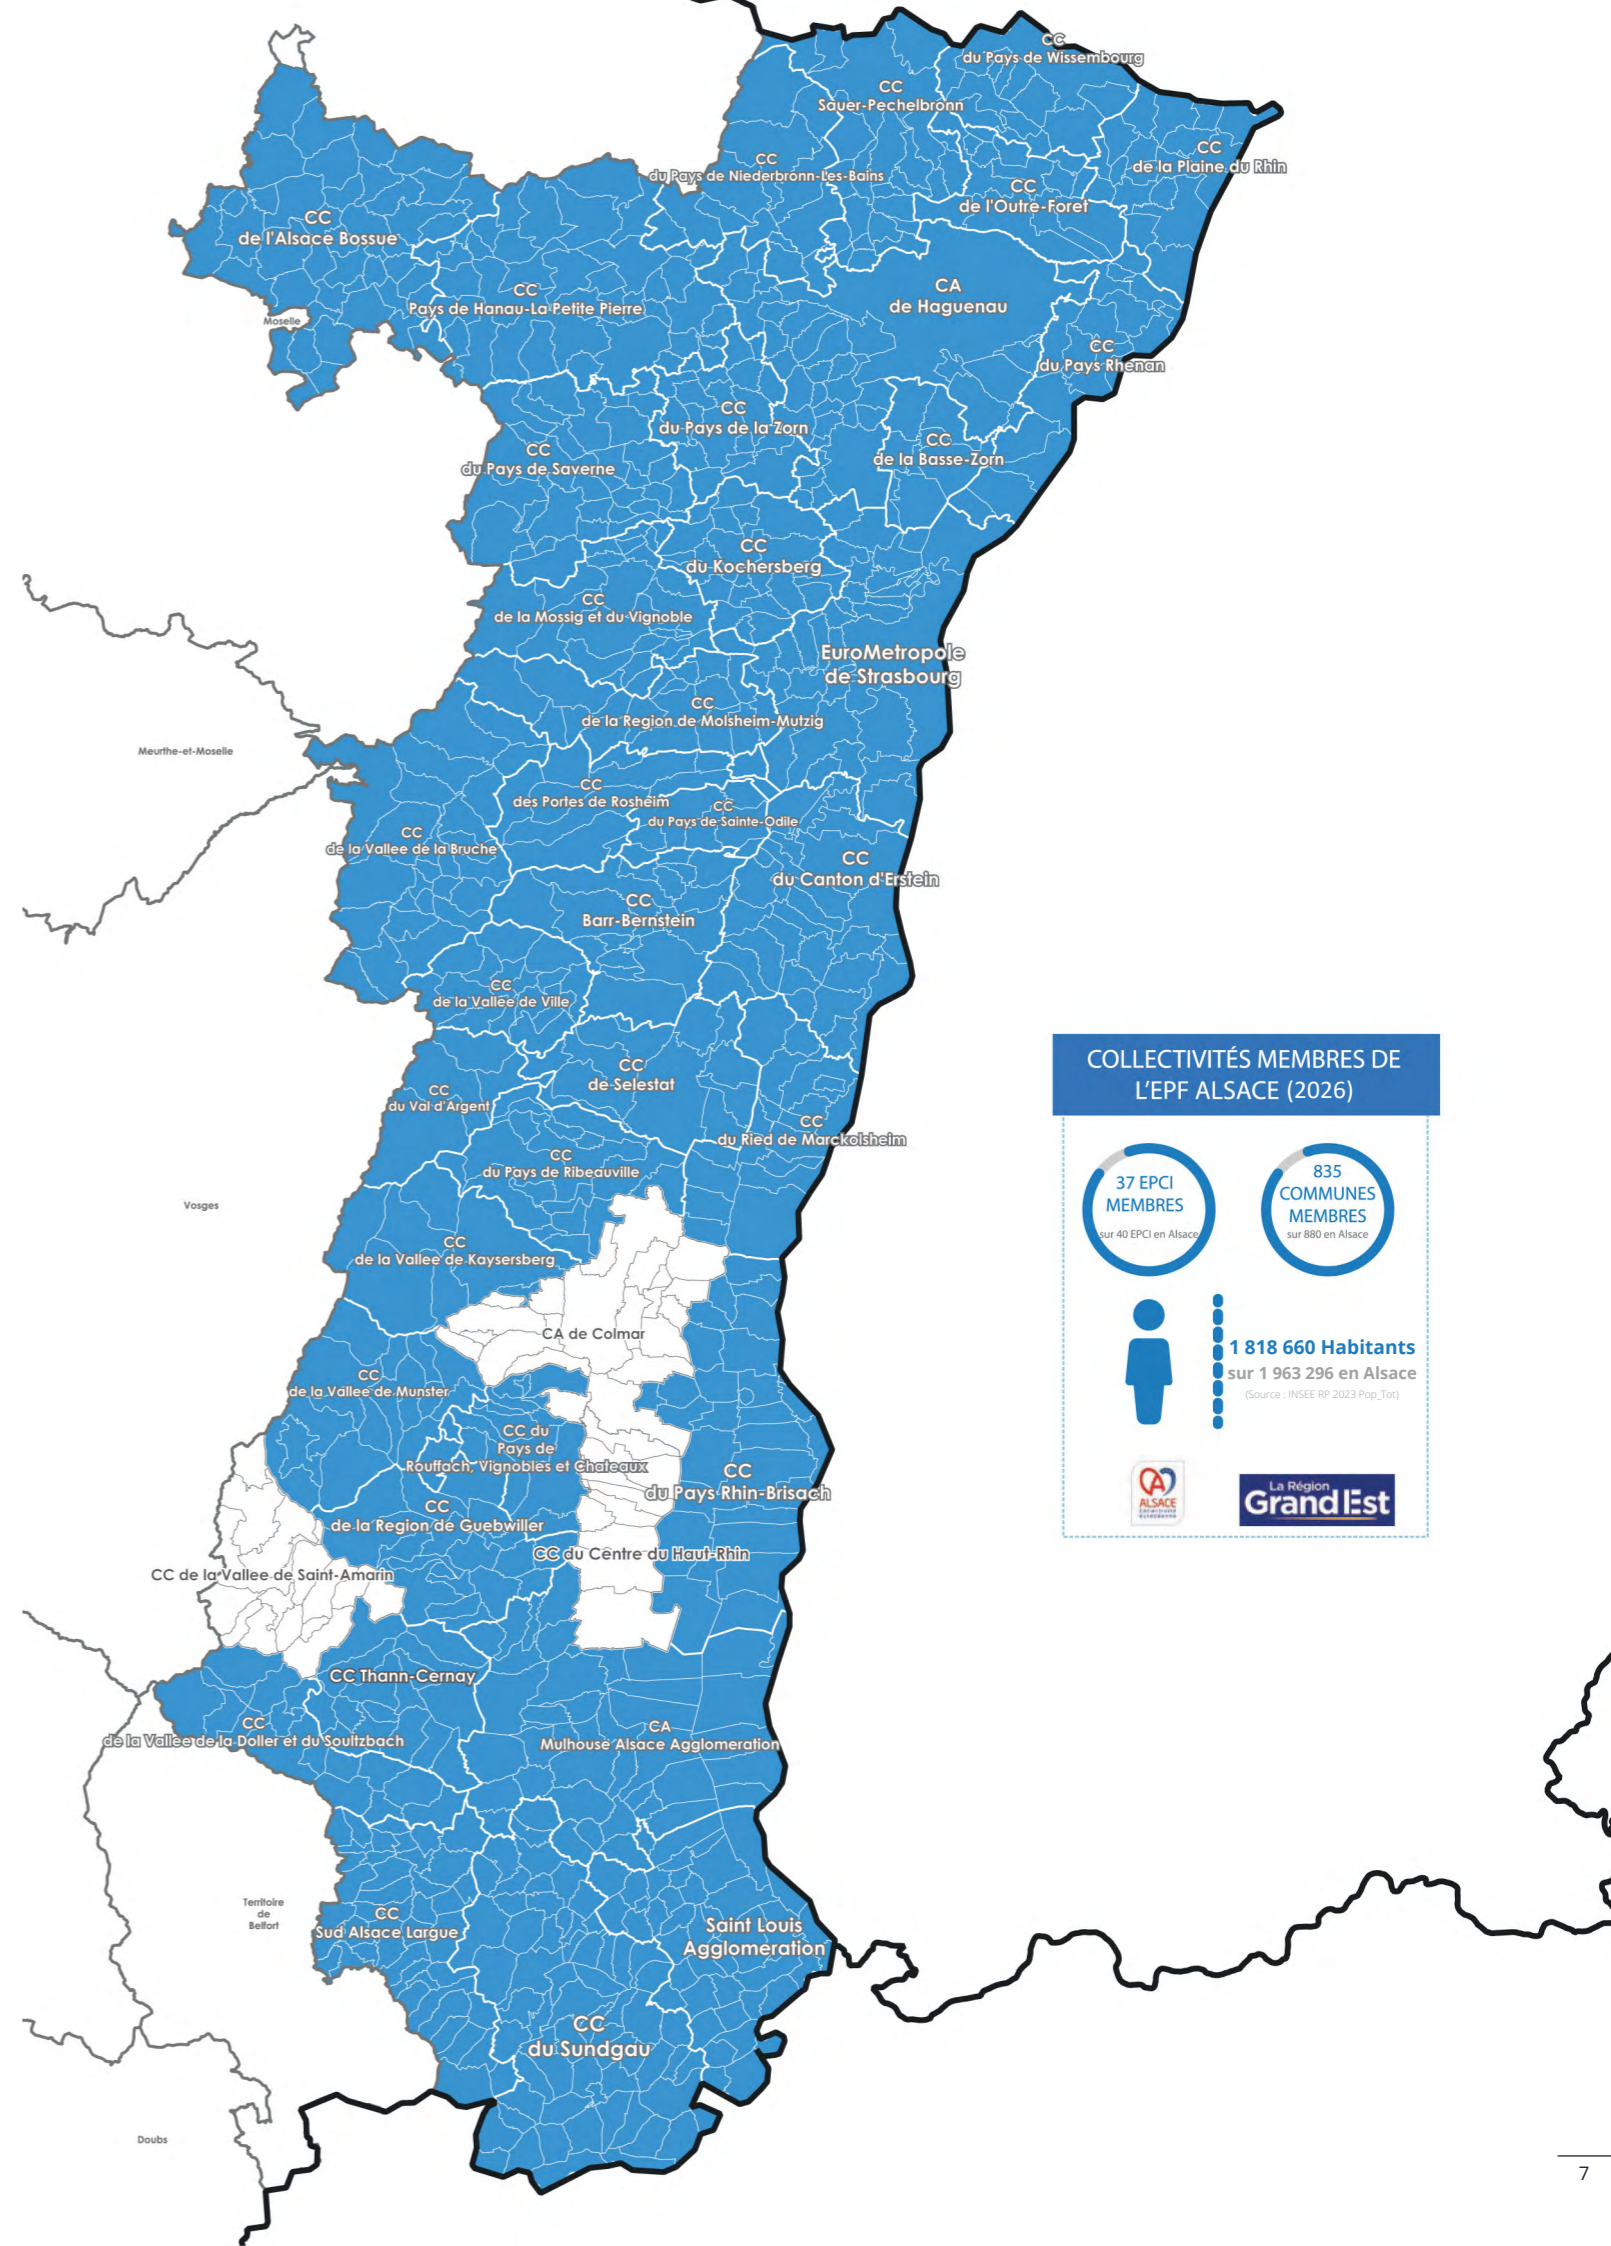 CC
du Pays de Wissembourg
CC
Sauer-Pechelbronn
CC
de la Plaine du Rhin
CC
du Pays de Niederbronn-Les-Bains
CC
de l'Outre-Foret
CC
de l'Alsace Bossue
CA
de Haguenau
CC
Pays de Hanau-La Petite Pierre
Moselle
CC
du Pays Rhenan
CC
du Pays de la Zorn
CC
de la Basse-Zorn
CC
du Pays de Saverne
CC
du Kochersberg
CC
de la Mossig et du Vignoble
EuroMetropole
de Strasbourg
CC
de la Region de Molsheim-Mutzig
Meurthe-et-Moselle
CC
des Portes de Rosheim
CC
du Pays de Sainte-Odile
CC
de la Vallee de la Bruche
CC
du Canton d'Erstein
CC
Barr-Bernstein
CC
de la Vallee de Ville
CC
de Selestat
CC
du Val d'Argent
CC
du Ried de Marckolsheim
CC
du Pays de Ribeauville
Vosges
CC
de la Vallee de Kaysersberg
CA de Colmar
CC
de la Vallee de Munster
CC du
Pays de
Rouffach, Vignobles et Chateaux
CC
du Pays Rhin-Brisach
CC
de la Region de Guebwiller
CC du Centre du Haut-Rhin
CC de la Vallee de Saint-Amarin
CC Thann-Cernay
CC
de la Vallee de la Doller et du Soultzbach
CA
Mulhouse Alsace Agglomeration
Territoire
de
Belfort
CC
Sud Alsace Largue
Saint Louis
Agglomeration
CC
du Sundgau
Doubs
COLLECTIVITÉS MEMBRES DE
L'EPF ALSACE (2026)
37 EPCI
MEMBRES
sur 40 EPCI en Alsace
835
COMMUNES
MEMBRES
sur 880 en Alsace
1 818 660 Habitants
sur 1 963 296 en Alsace
(Source : INSEE RP 2023 Pop_Tot)
ALSACE
La Région
Grand Est
7